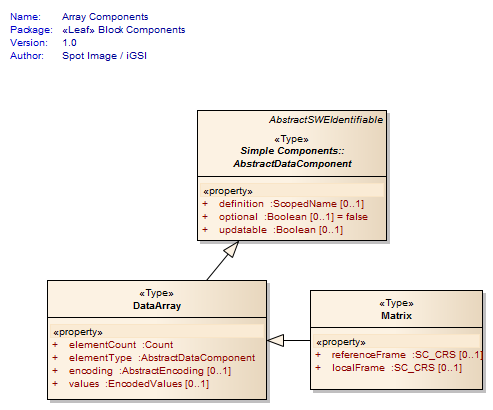 Name: Array Components
Package: «Leaf» Block Components
Version: 1.0
Author: Spot Image / iGSI
AbstractSWEIdentifiable
«Type»
Simple Components::
AbstractDataComponent
«property»
+ definition :ScopedName [0..1]
+ optional :Boolean [0..1] = false
+ updatable :Boolean [0..1]
«Type»
DataArray
«property»
+ elementCount :Count
+ elementType :AbstractDataComponent
+ encoding :AbstractEncoding [0..1]
+ values :EncodedValues [0..1]
«Type»
Matrix
«property»
+ referenceFrame :SC_CRS [0..1]
+ localFrame :SC_CRS [0..1]